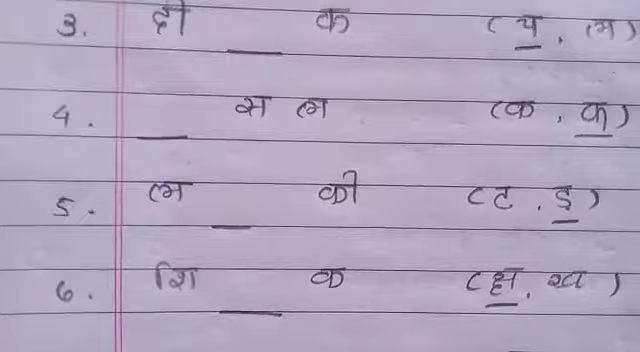 3. दी __ क (प, म)
4. __ स ल (क, फ)
5. ल __ की (ट, ड़)
6. शि __ क (क्ष, ख)